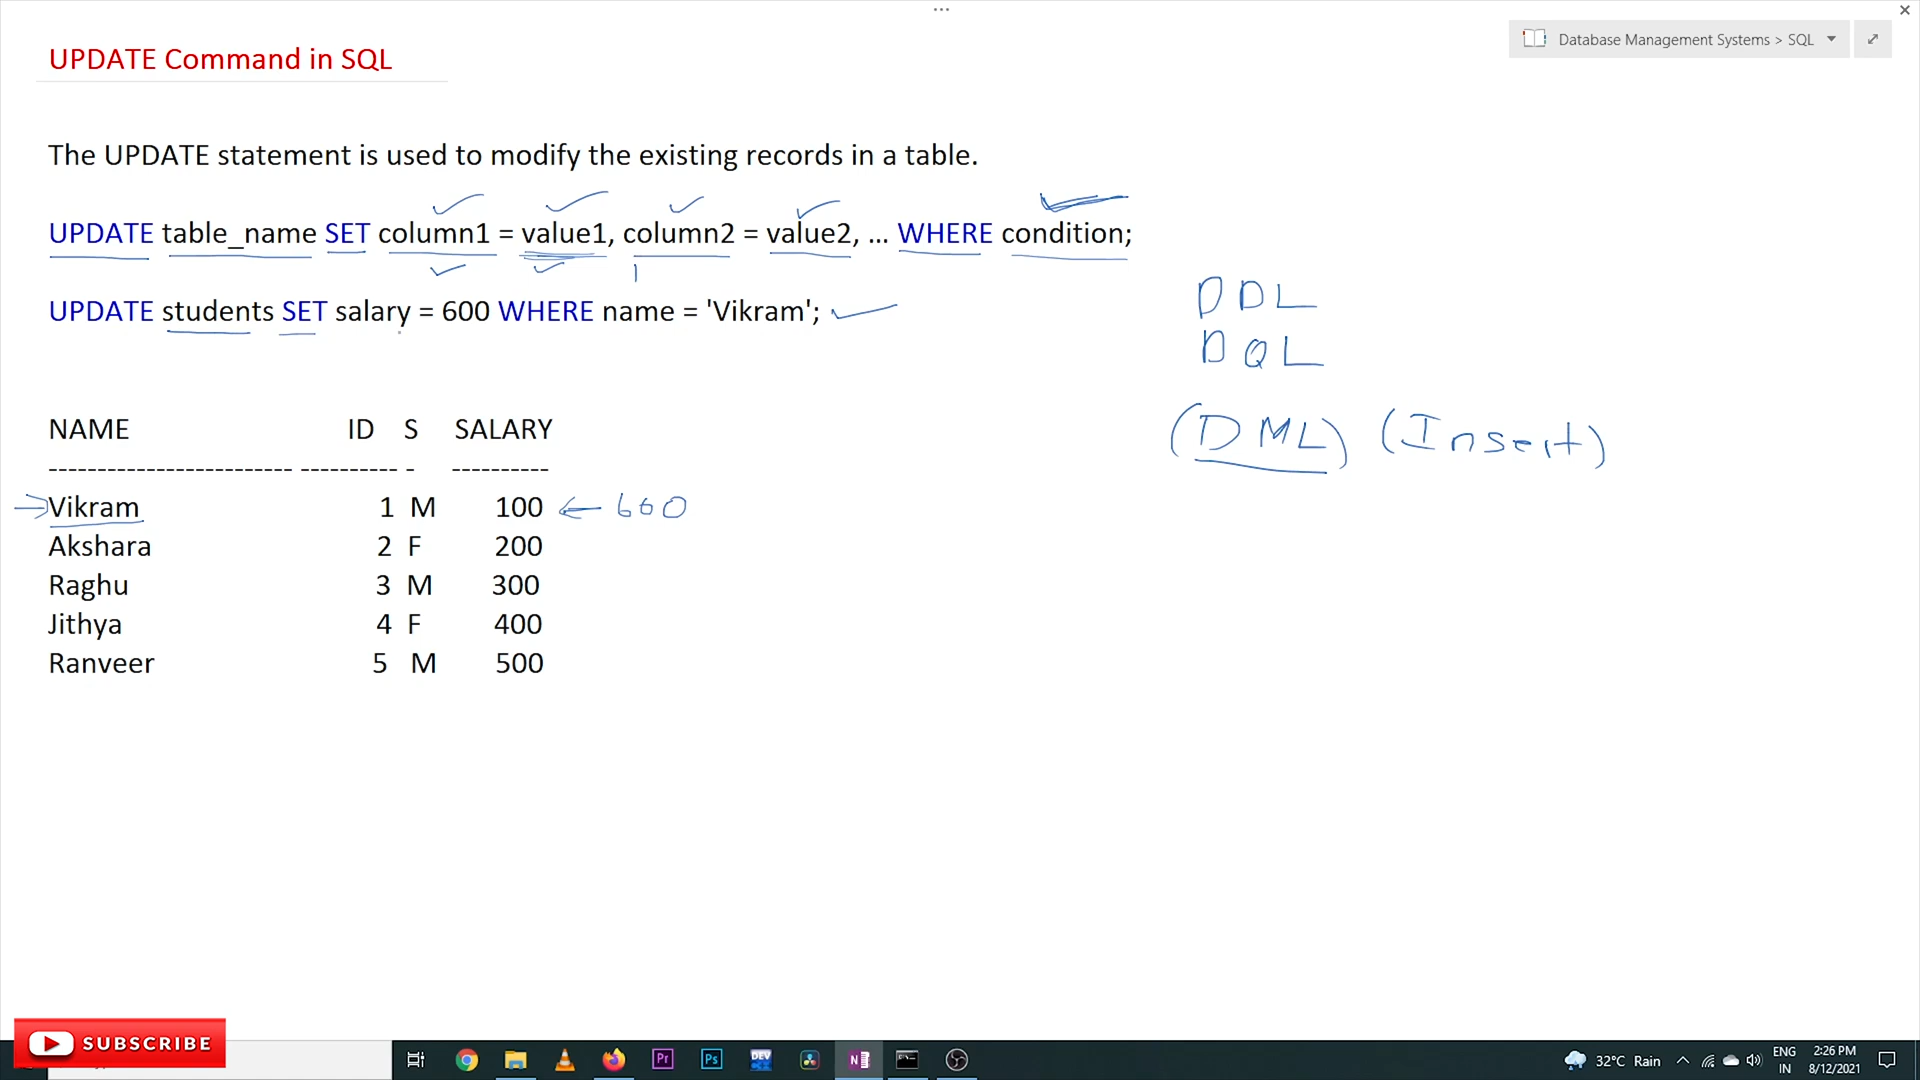 ...
Database Management Systems > SQL
UPDATE Command in SQL
The UPDATE statement is used to modify the existing records in a table.
UPDATE table_name SET column1 = value1, column2 = value2, ... WHERE condition;
UPDATE students SET salary = 600 WHERE name = 'Vikram';
DDL
DQL
(DML) (Insert)
NAME ID S SALARY
------------------------- ---------- - ----------
Vikram 1 M 100 ← 600
Akshara 2 F 200
Raghu 3 M 300
Jithya 4 F 400
Ranveer 5 M 500
SUBSCRIBE
Pr Ps DEV N
32°C Rain
ENG
IN
2:26 PM
8/12/2021